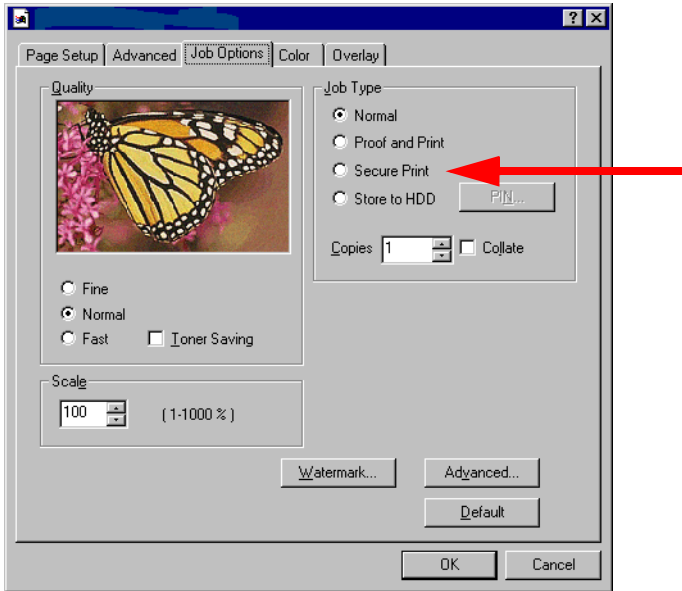 Page Setup Advanced Job Options Color Overlay
Quality
Job Type
Normal
Proof and Print
Secure Print
Store to HDD PIN...
Copies 1 Collate
Fine
Normal
Fast Toner Saving
Scale
100 (1-1000 %)
Watermark... Advanced...
Default
OK Cancel